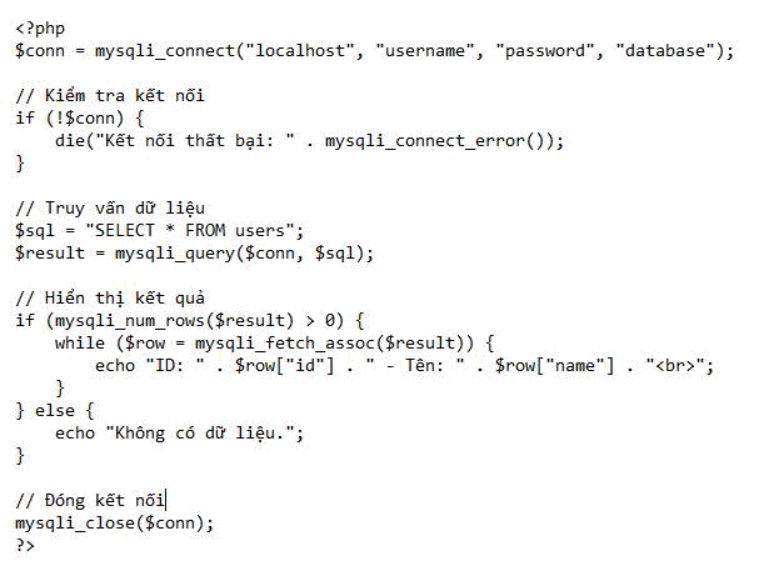 <?php
$conn = mysqli_connect("localhost", "username", "password", "database");
// Kiểm tra kết nối
if (!$conn) {
    die("Kết nối thất bại: " . mysqli_connect_error());
}
// Truy vấn dữ liệu
$sql = "SELECT * FROM users";
$result = mysqli_query($conn, $sql);
// Hiển thị kết quả
if (mysqli_num_rows($result) > 0) {
    while ($row = mysqli_fetch_assoc($result)) {
        echo "ID: " . $row["id"] . " - Tên: " . $row["name"] . "<br>";
    }
} else {
    echo "Không có dữ liệu.";
}
// Đóng kết nối
mysqli_close($conn);
?>